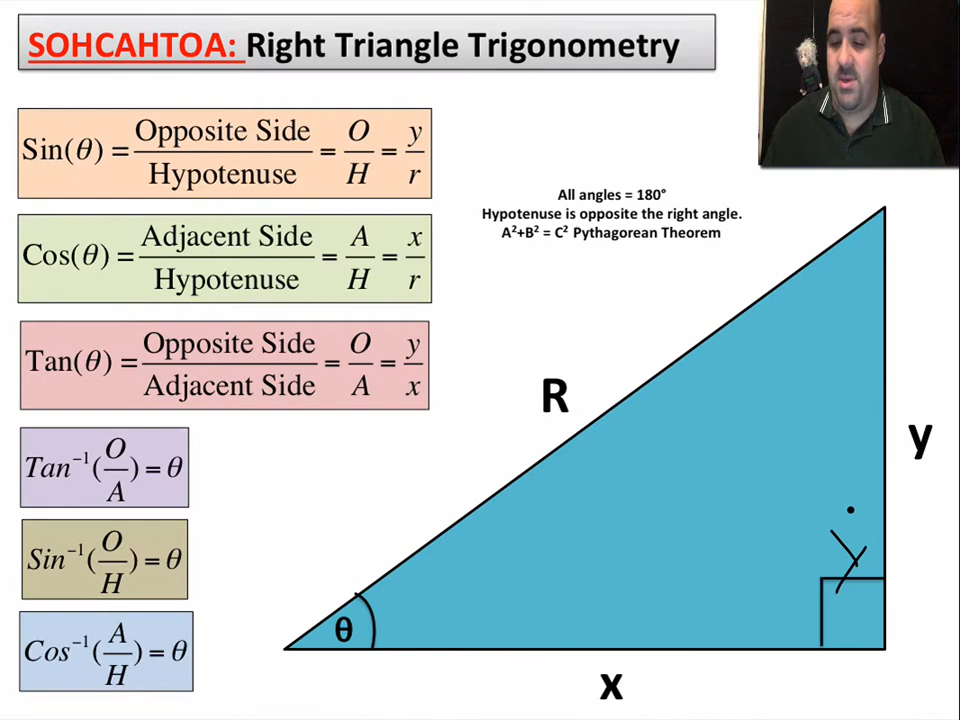 SOHCAHTOA: Right Triangle Trigonometry
Sin(θ) = Opposite Side / Hypotenuse = O / H = y / r
Cos(θ) = Adjacent Side / Hypotenuse = A / H = x / r
Tan(θ) = Opposite Side / Adjacent Side = O / A = y / x
Tan⁻¹(O / A) = θ
Sin⁻¹(O / H) = θ
Cos⁻¹(A / H) = θ
All angles = 180°
Hypotenuse is opposite the right angle.
A²+B² = C² Pythagorean Theorem
R
y
θ
x